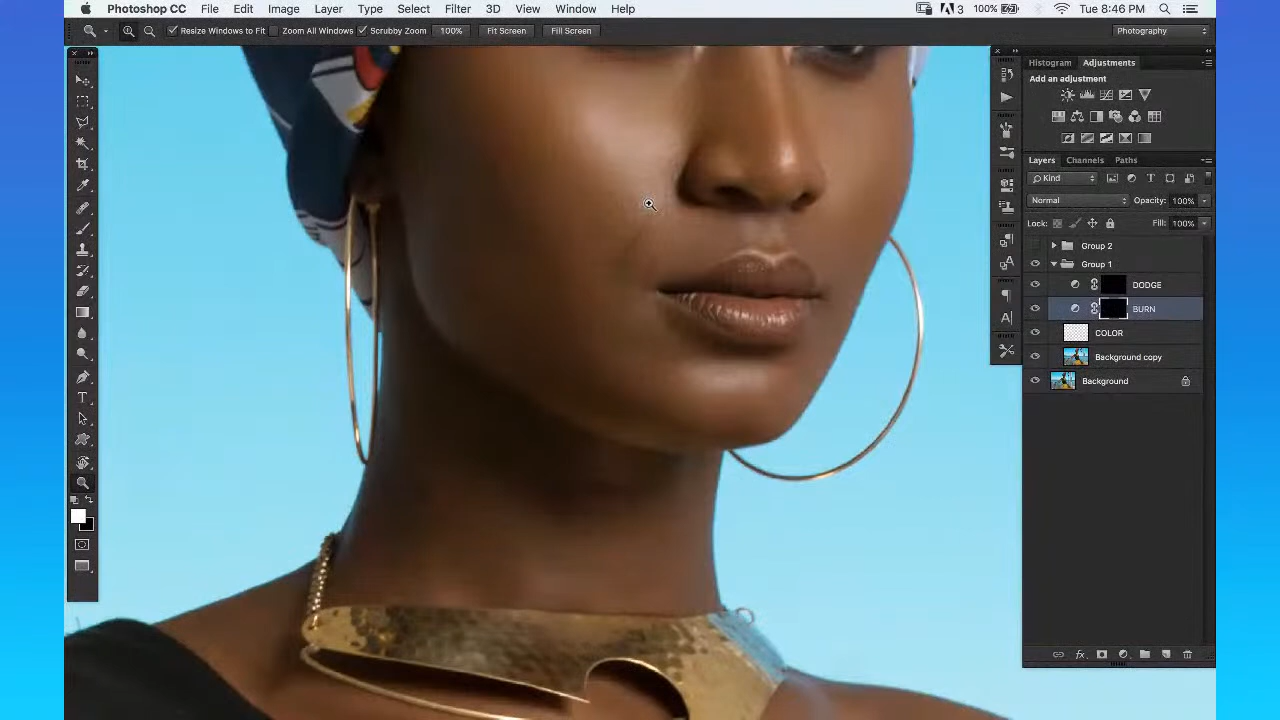 Photoshop CC File Edit Image Layer Type Select Filter 3D View Window Help 3 100% Tue 8:46 PM
Resize Windows to Fit Zoom All Windows Scrubby Zoom 100% Fit Screen Fill Screen Photography
Histogram Adjustments
Add an adjustment
Layers Channels Paths
Kind
Normal Opacity: 100%
Lock: Fill: 100%
Group 2
Group 1
DODGE
BURN
COLOR
Background copy
Background